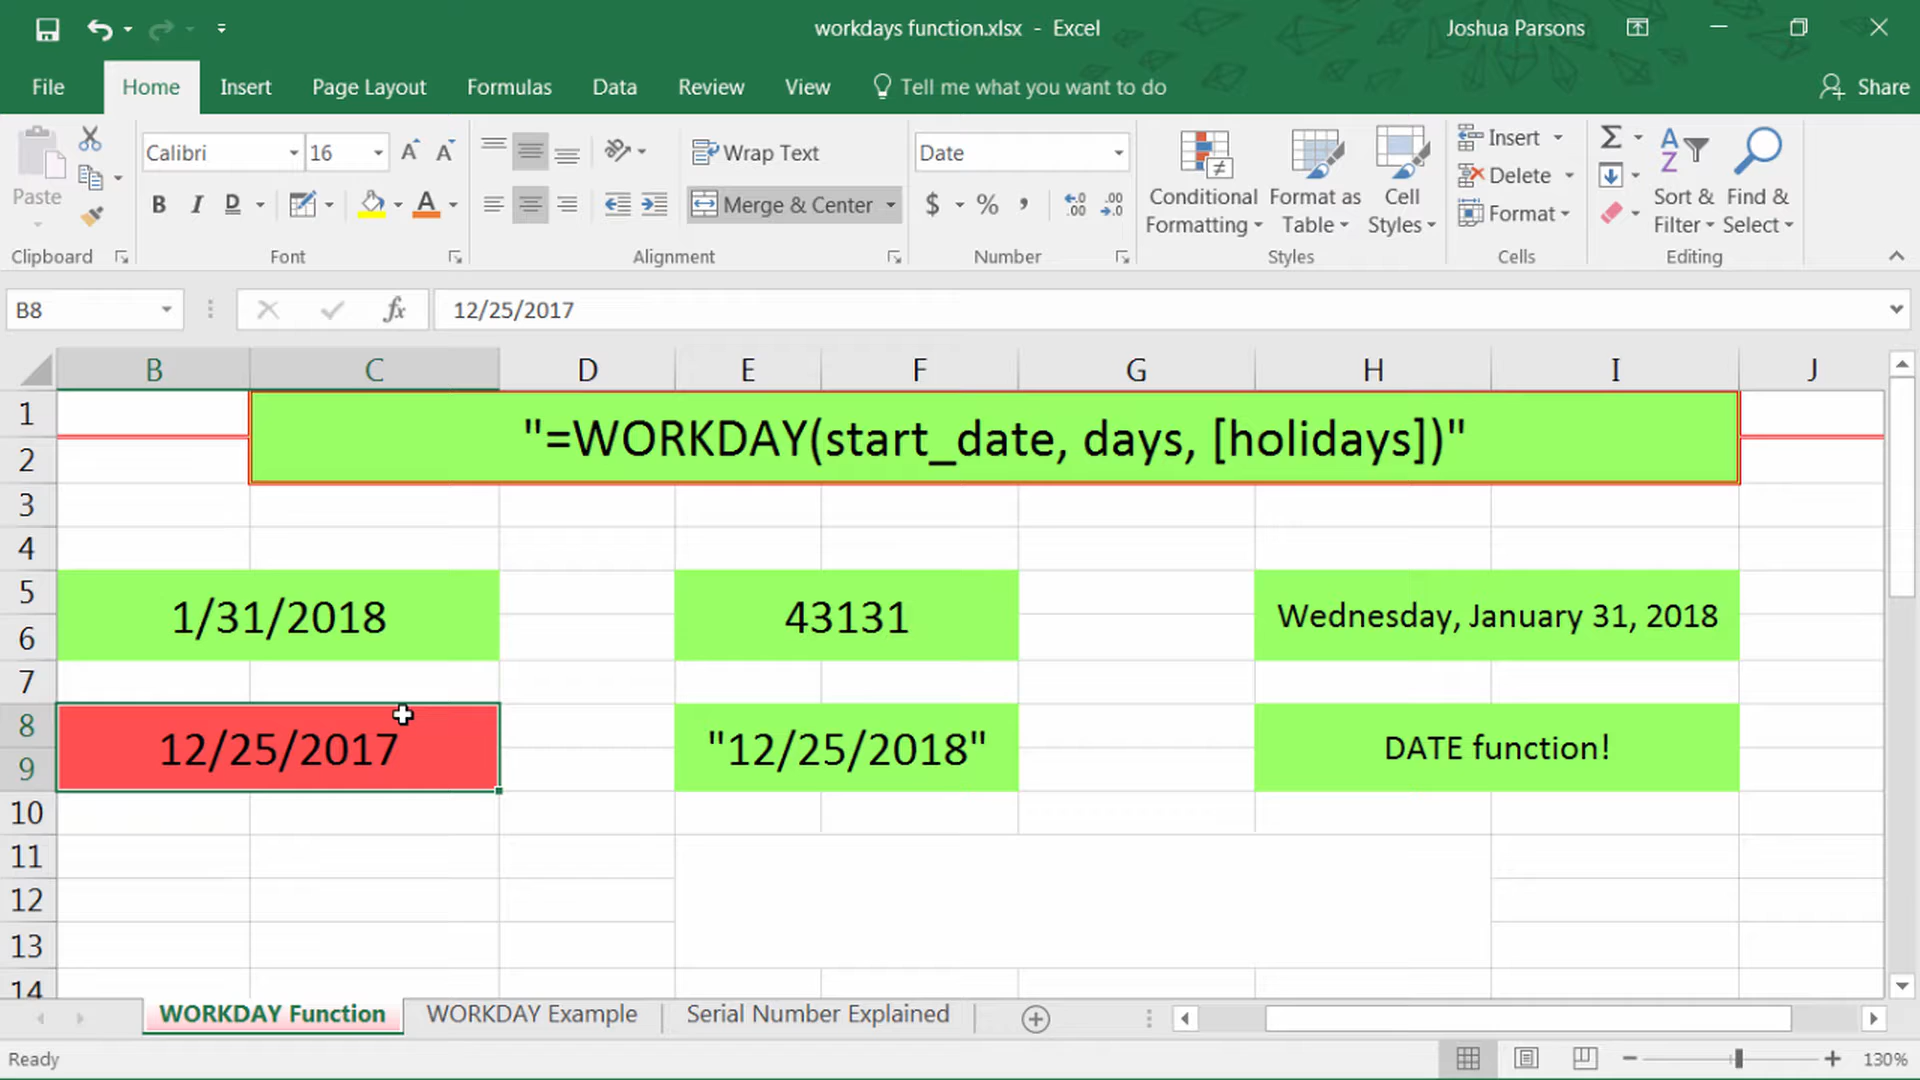 workdays function.xlsx - Excel
Joshua Parsons
File Home Insert Page Layout Formulas Data Review View Tell me what you want to do Share
Paste
Calibri 16
B I D
Wrap Text
Merge & Center
Date
$ % ,
Conditional Formatting
Format as Table
Cell Styles
Insert
Delete
Format
Sort & Filter
Find & Select
Clipboard Font Alignment Number Styles Cells Editing
B8 fx 12/25/2017
B C D E F G H I J
1
"=WORKDAY(start_date, days, [holidays])"
2
3
4
5
1/31/2018 43131 Wednesday, January 31, 2018
6
7
8
12/25/2017 "12/25/2018" DATE function!
9
10
11
12
13
14
WORKDAY Function WORKDAY Example Serial Number Explained
Ready 130%